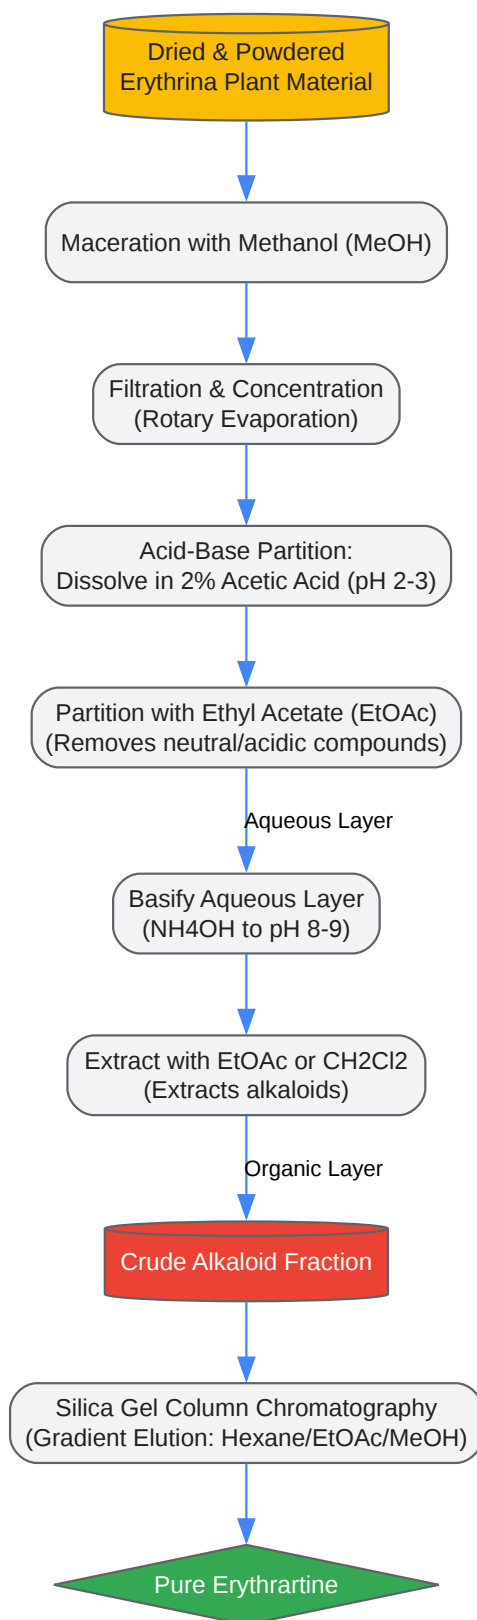 Dried & Powdered
Erythrina Plant Material
Maceration with Methanol (MeOH)
Filtration & Concentration
(Rotary Evaporation)
Acid-Base Partition:
Dissolve in 2% Acetic Acid (pH 2-3)
Partition with Ethyl Acetate (EtOAc)
(Removes neutral/acidic compounds)
Aqueous Layer
Basify Aqueous Layer
(NH4OH to pH 8-9)
Extract with EtOAc or CH2Cl2
(Extracts alkaloids)
Organic Layer
Crude Alkaloid Fraction
Silica Gel Column Chromatography
(Gradient Elution: Hexane/EtOAc/MeOH)
Pure Erythrartine